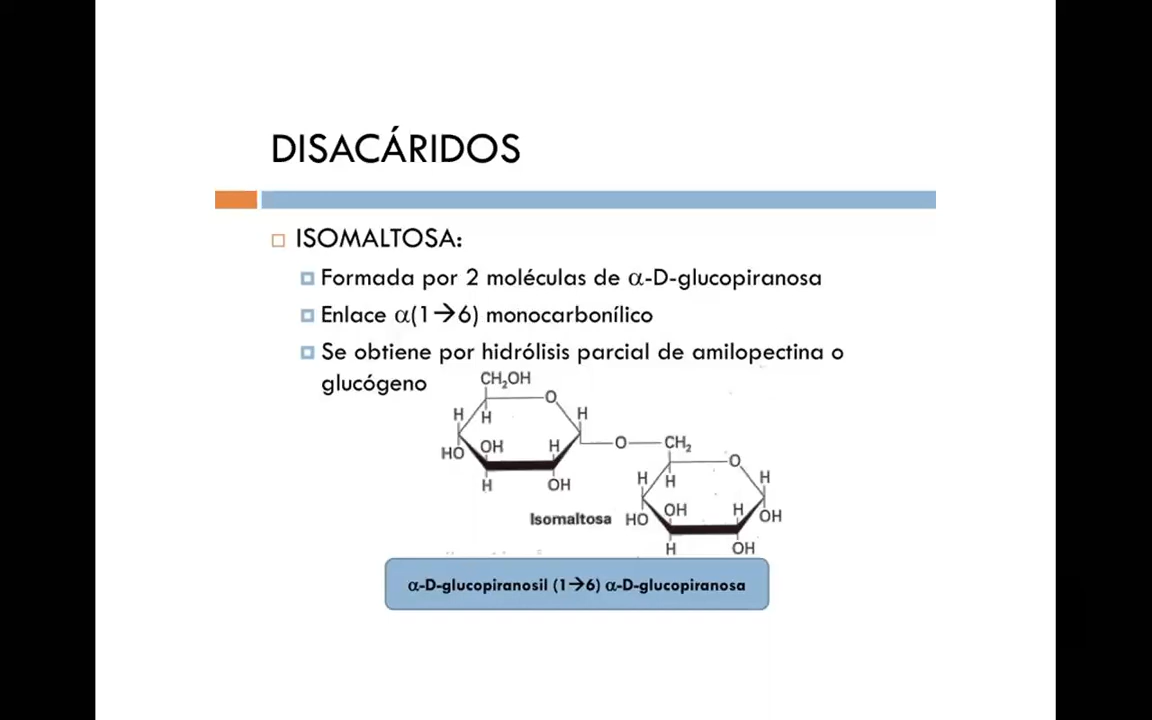 DISACÁRIDOS
ISOMALTOSA:
Formada por 2 moléculas de α-D-glucopiranosa
Enlace α(1→6) monocarbonílico
Se obtiene por hidrólisis parcial de amilopectina o
glucógeno
CH₂OH
O
H
H
H
HO
OH
H
O
CH₂
H
OH
O
H
H
H
Isomaltosa
HO
OH
H
OH
H
OH
α-D-glucopiranosil (1→6) α-D-glucopiranosa